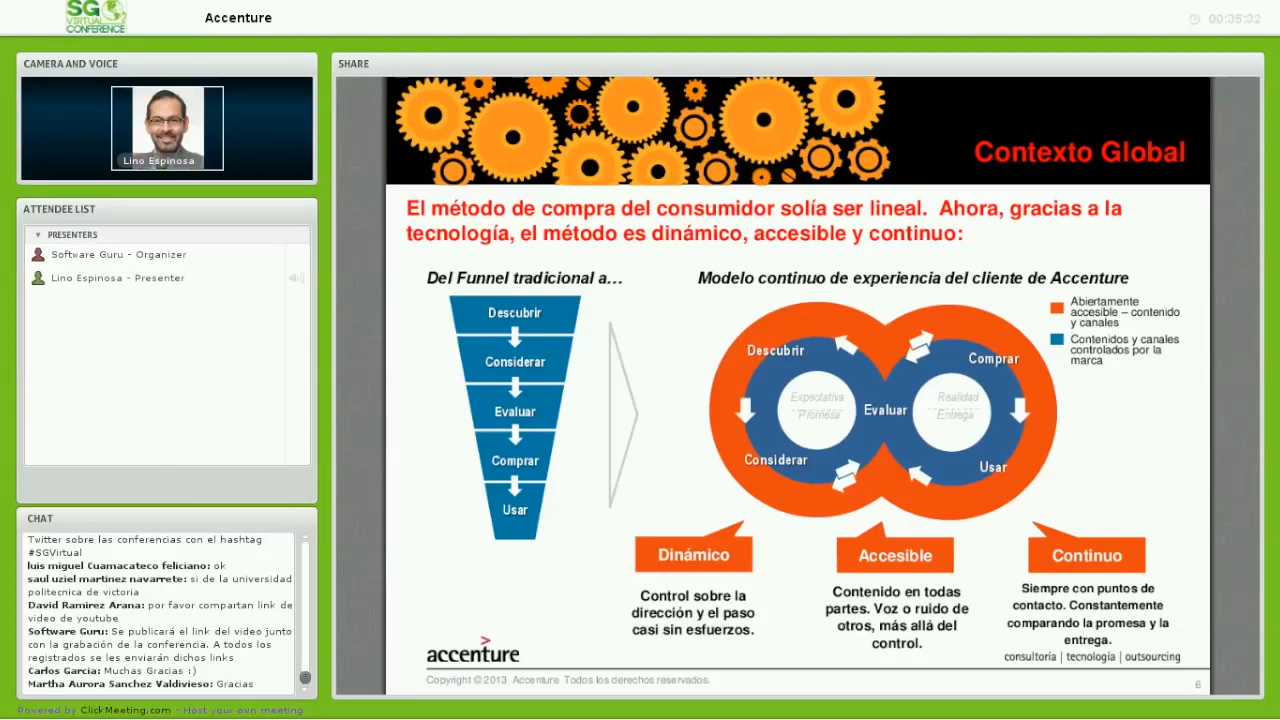 SG
VIRTUAL
CONFERENCE
Accenture
00:35:32
CAMERA AND VOICE
Lino Espinosa
ATTENDEE LIST
PRESENTERS
Software Guru - Organizer
Lino Espinosa - Presenter
CHAT
Twitter sobre las conferencias con el hashtag
#SGVirtual
luis miguel Cuamacateco feliciano: ok
saul uziel martinez navarrete: si de la universidad
politecnica de victoria
David Ramirez Arana: por favor compartan link de
video de youtube
Software Guru: Se publicará el link del video junto
con la grabación de la conferencia. A todos los
registrados se les enviarán dichos links
Carlos Garcia: Muchas Gracias :)
Martha Aurora Sanchez Valdivieso: Gracias
Powered by ClickMeeting.com - Host your own meeting
SHARE
Contexto Global
El método de compra del consumidor solía ser lineal. Ahora, gracias a la
tecnología, el método es dinámico, accesible y continuo:
Del Funnel tradicional a…
Descubrir
Considerar
Evaluar
Comprar
Usar
Modelo continuo de experiencia del cliente de Accenture
Abiertamente
accesible – contenido
y canales
Contenidos y canales
controlados por la
marca
Descubrir
Comprar
Expectativa
Promesa
Evaluar
Realidad
Entrega
Considerar
Usar
Dinámico
Control sobre la
dirección y el paso
casi sin esfuerzos.
Accesible
Contenido en todas
partes. Voz o ruido de
otros, más allá del
control.
Continuo
Siempre con puntos de
contacto. Constantemente
comparando la promesa y la
entrega.
accenture
consultoría | tecnología | outsourcing
Copyright © 2013 Accenture Todos los derechos reservados.
6